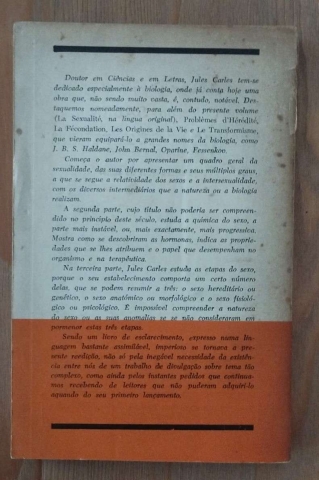 Doutor em Ciências e em Letras, Jules Carles tem-se
dedicado especialmente à biologia, onde já conta hoje uma
obra que, não sendo muito vasta, é, contudo, notável. Des-
taquemos nomeadamente, para além do presente volume
(La Sexualité, na língua original), Problèmes d'Hérédité,
La Fécondation, Les Origines de la Vie e Le Transformisme,
que vieram equipará-lo a grandes nomes da biologia, como
J. B. S. Haldane, John Bernal, Oparine, Fessenkov.
Começa o autor por apresentar um quadro geral da
sexualidade, das suas diferentes formas e seus múltiplos graus,
a que se segue a relatividade dos sexos e a intersexualidade,
com os diversos intermediários que a natureza ou a biologia
realizam.
A segunda parte, cujo título não poderia ser compreen-
dido no princípio deste século, estuda a química do sexo, a
parte mais instável, ou, mais exactamente, mais progressiva.
Mostra como se descobriram as hormonas, indica as proprie-
dades que se lhes atribuem e o papel que desempenham no
organismo e na terapêutica.
Na terceira parte, Jules Carles estuda as etapas do sexo,
porque o seu estabelecimento comporta um certo número
delas, que se podem resumir a três: o sexo hereditário ou
genético, o sexo anatómico ou morfológico e o sexo fisioló-
gico ou psicológico. É impossível compreender a natureza
do sexo ou as suas anomalias se se não considerarem em
pormenor estas três etapas.
Sendo um livro de esclarecimento, expresso numa lin-
guagem bastante assimilável, imperioso se tornava a pre-
sente reedição, não só pela inegável necessidade da existên-
cia entre nós de um trabalho de divulgação sobre tema tão
complexo, como ainda pelos instantes pedidos que continua-
mos recebendo de leitores que não puderam adquiri-lo
aquando do seu primeiro lançamento.